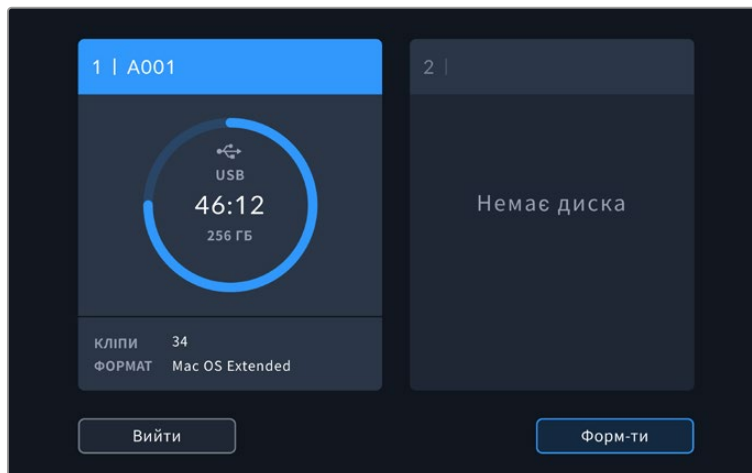 1 | A001
USB
46:12
256 ГБ
КЛІПИ 34
ФОРМАТ Mac OS Extended
2 |
Немає диска
Вийти
Форм-ти